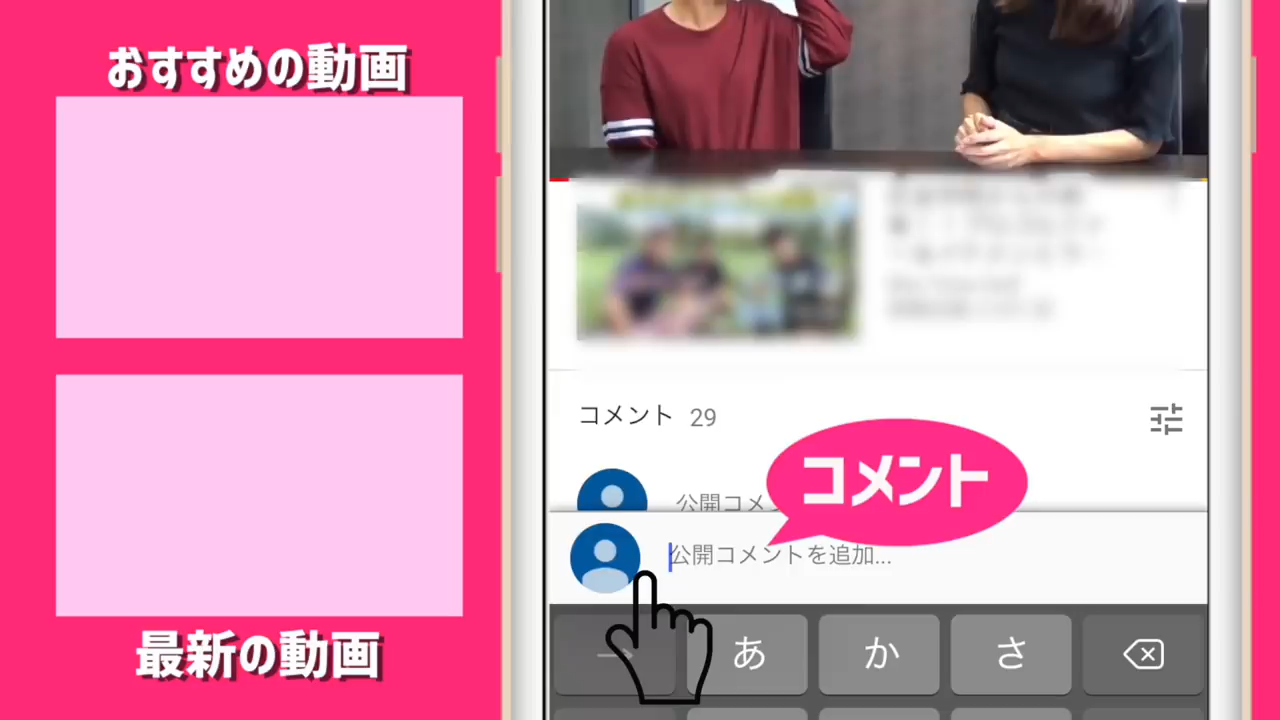 おすすめの動画
最新の動画
コメント 29
コメント
公開コメ
公開コメントを追加...
→ あ か さ